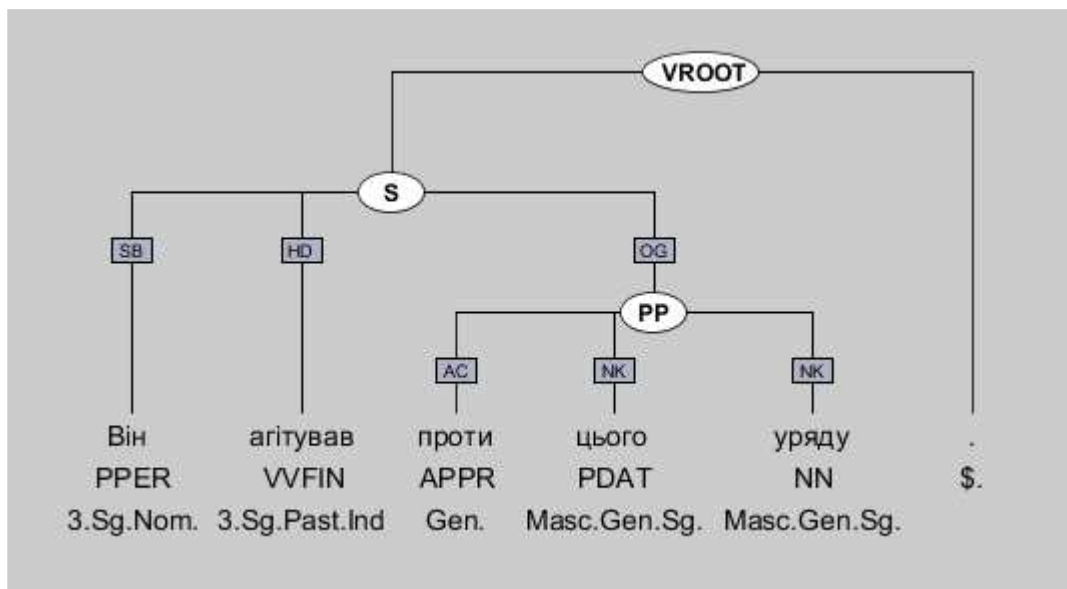 VROOT
S
SB HD OG
PP
AC NK NK
Він агітував проти цього уряду .
PPER VVFIN APPR PDAT NN $.
3.Sg.Nom. 3.Sg.Past.Ind Gen. Masc.Gen.Sg. Masc.Gen.Sg.